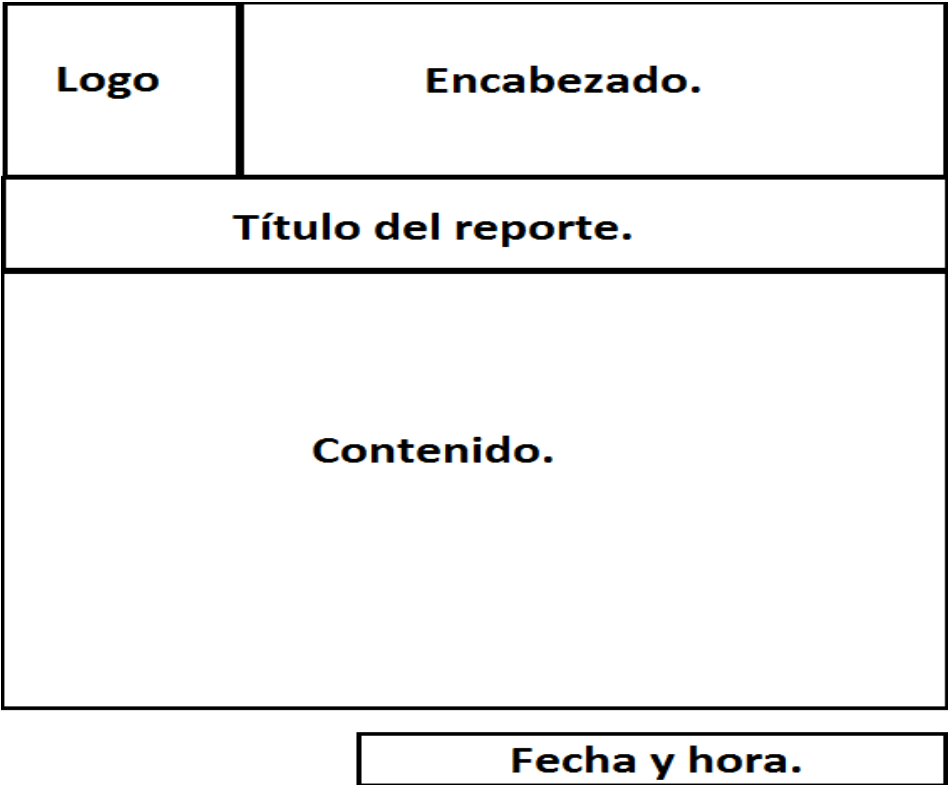 Logo
Encabezado.
Título del reporte.
Contenido.
Fecha y hora.